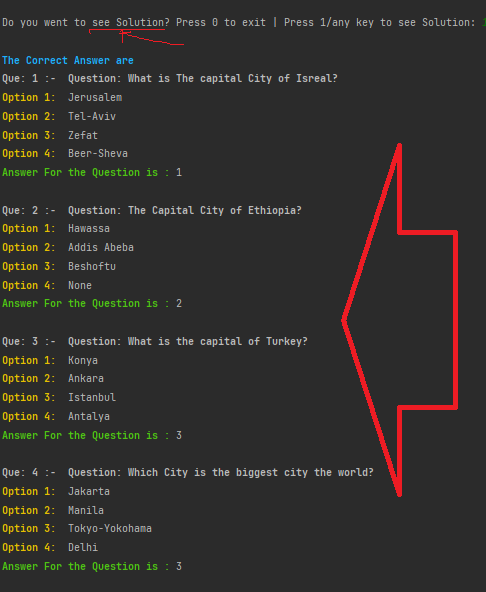 Do you went to see Solution? Press 0 to exit | Press 1/any key to see Solution: 1
The Correct Answer are
Que: 1 :- Question: What is The capital City of Isreal?
Option 1: Jerusalem
Option 2: Tel-Aviv
Option 3: Zefat
Option 4: Beer-Sheva
Answer For the Question is : 1
Que: 2 :- Question: The Capital City of Ethiopia?
Option 1: Hawassa
Option 2: Addis Abeba
Option 3: Beshoftu
Option 4: None
Answer For the Question is : 2
Que: 3 :- Question: What is the capital of Turkey?
Option 1: Konya
Option 2: Ankara
Option 3: Istanbul
Option 4: Antalya
Answer For the Question is : 3
Que: 4 :- Question: Which City is the biggest city the world?
Option 1: Jakarta
Option 2: Manila
Option 3: Tokyo-Yokohama
Option 4: Delhi
Answer For the Question is : 3